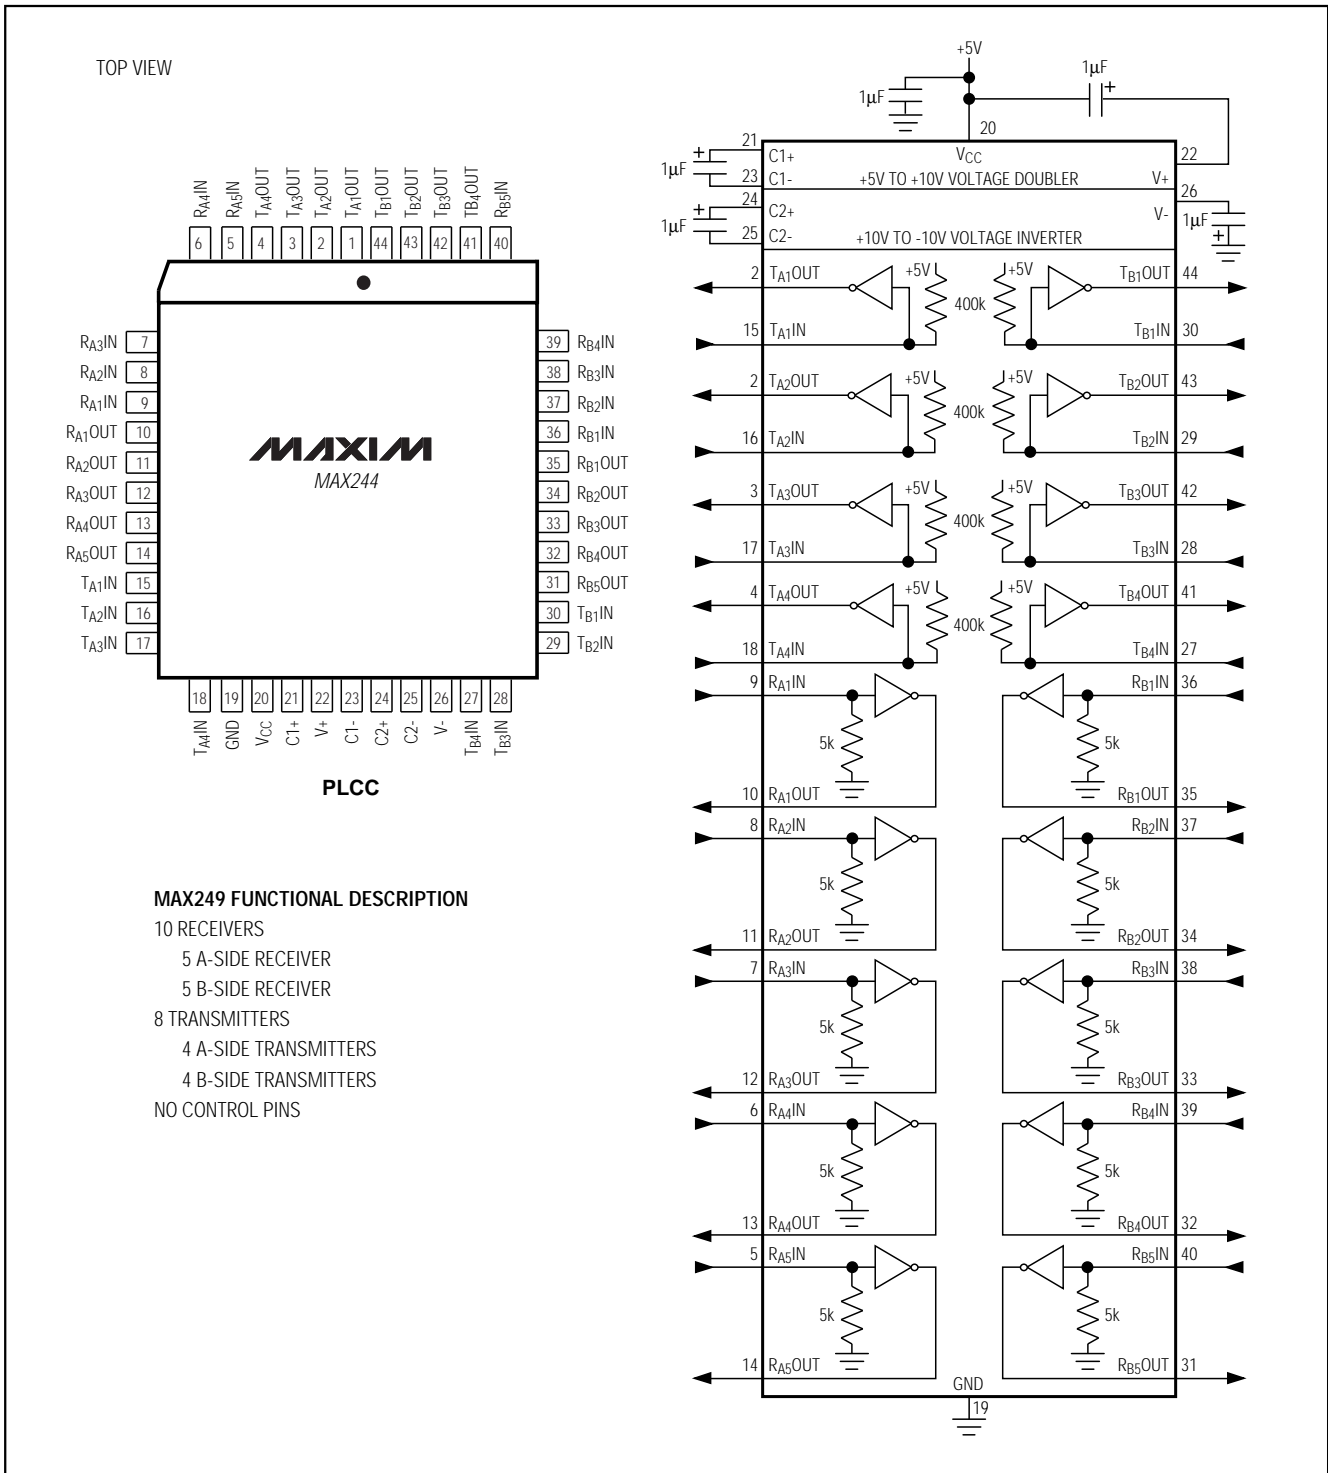 TOP VIEW
RA4IN RA5IN TA4OUT TA3OUT TA2OUT TA1OUT TB1OUT TB2OUT TB3OUT TB4OUT RB5IN
6 5 4 3 2 1 44 43 42 41 40
RA3IN 7
RA2IN 8
RA1IN 9
RA1OUT 10
RA2OUT 11
RA3OUT 12
RA4OUT 13
RA5OUT 14
TA1IN 15
TA2IN 16
TA3IN 17
MAXIM
MAX244
39 RB4IN
38 RB3IN
37 RB2IN
36 RB1IN
35 RB1OUT
34 RB2OUT
33 RB3OUT
32 RB4OUT
31 RB5OUT
30 TB1IN
29 TB2IN
18 19 20 21 22 23 24 25 26 27 28
TA4IN GND VCC C1+ V+ C1- C2+ C2- V- TB4IN TB3IN
PLCC
MAX249 FUNCTIONAL DESCRIPTION
10 RECEIVERS
5 A-SIDE RECEIVER
5 B-SIDE RECEIVER
8 TRANSMITTERS
4 A-SIDE TRANSMITTERS
4 B-SIDE TRANSMITTERS
NO CONTROL PINS
+5V
1µF 1µF +
20
21 22
+ C1+ VCC
1µF
23 C1- +5V TO +10V VOLTAGE DOUBLER V+
24 26
+ C2+ V-
1µF 1µF
25 C2- +10V TO -10V VOLTAGE INVERTER +
2 TA1OUT +5V +5V TB1OUT 44
400k
15 TA1IN TB1IN 30
2 TA2OUT +5V +5V TB2OUT 43
400k
16 TA2IN TB2IN 29
3 TA3OUT +5V +5V TB3OUT 42
400k
17 TA3IN TB3IN 28
4 TA4OUT +5V +5V TB4OUT 41
400k
18 TA4IN TB4IN 27
9 RA1IN RB1IN 36
5k 5k
10 RA1OUT RB1OUT 35
8 RA2IN RB2IN 37
5k 5k
11 RA2OUT RB2OUT 34
7 RA3IN RB3IN 38
5k 5k
12 RA3OUT RB3OUT 33
6 RA4IN RB4IN 39
5k 5k
13 RA4OUT RB4OUT 32
5 RA5IN RB5IN 40
5k 5k
14 RA5OUT RB5OUT 31
GND
19